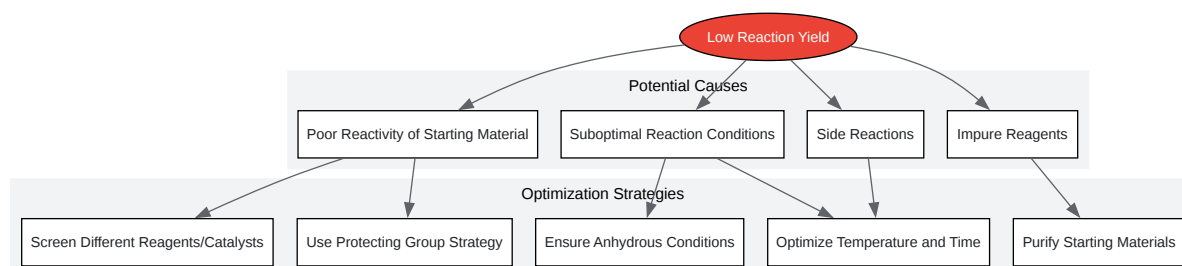 Low Reaction Yield
Potential Causes
Poor Reactivity of Starting Material
Suboptimal Reaction Conditions
Side Reactions
Impure Reagents
Optimization Strategies
Screen Different Reagents/Catalysts
Use Protecting Group Strategy
Ensure Anhydrous Conditions
Optimize Temperature and Time
Purify Starting Materials